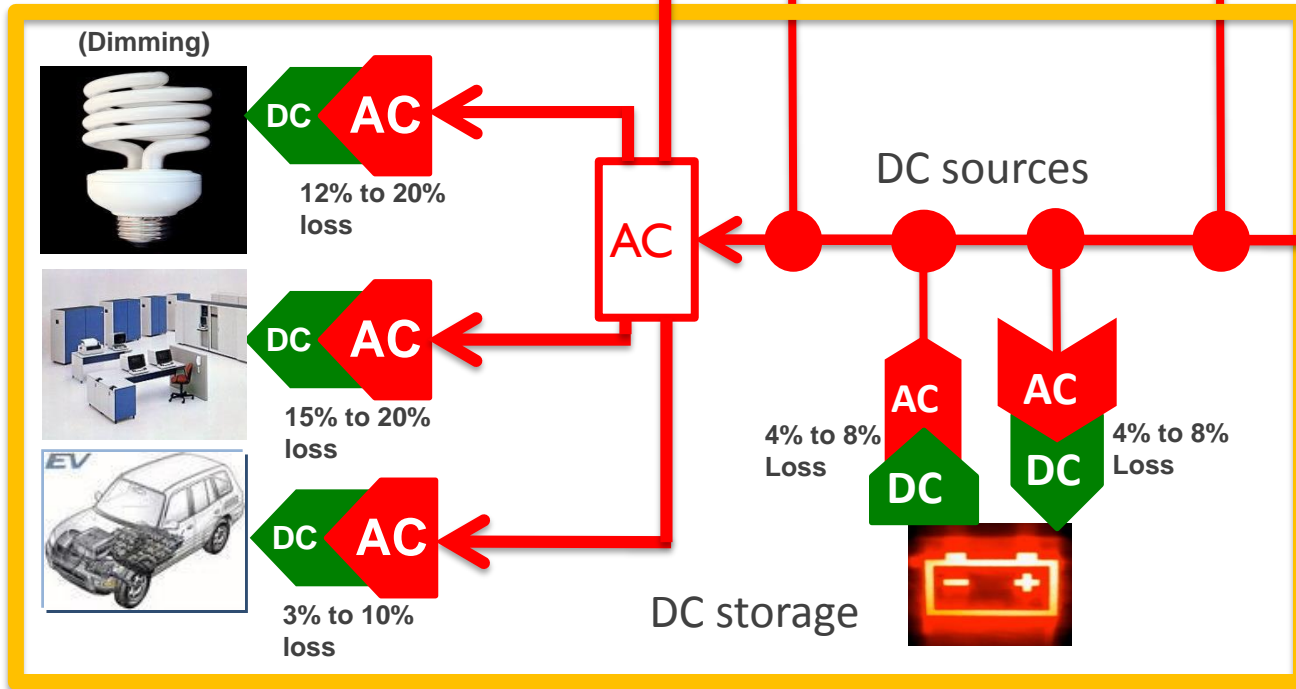 (Dimming)
DC
AC
12% to 20%
loss
DC sources
AC
DC
AC
15% to 20%
loss
AC
DC
4% to 8%
Loss
AC
DC
4% to 8%
Loss
EV
DC
AC
3% to 10%
loss
DC storage